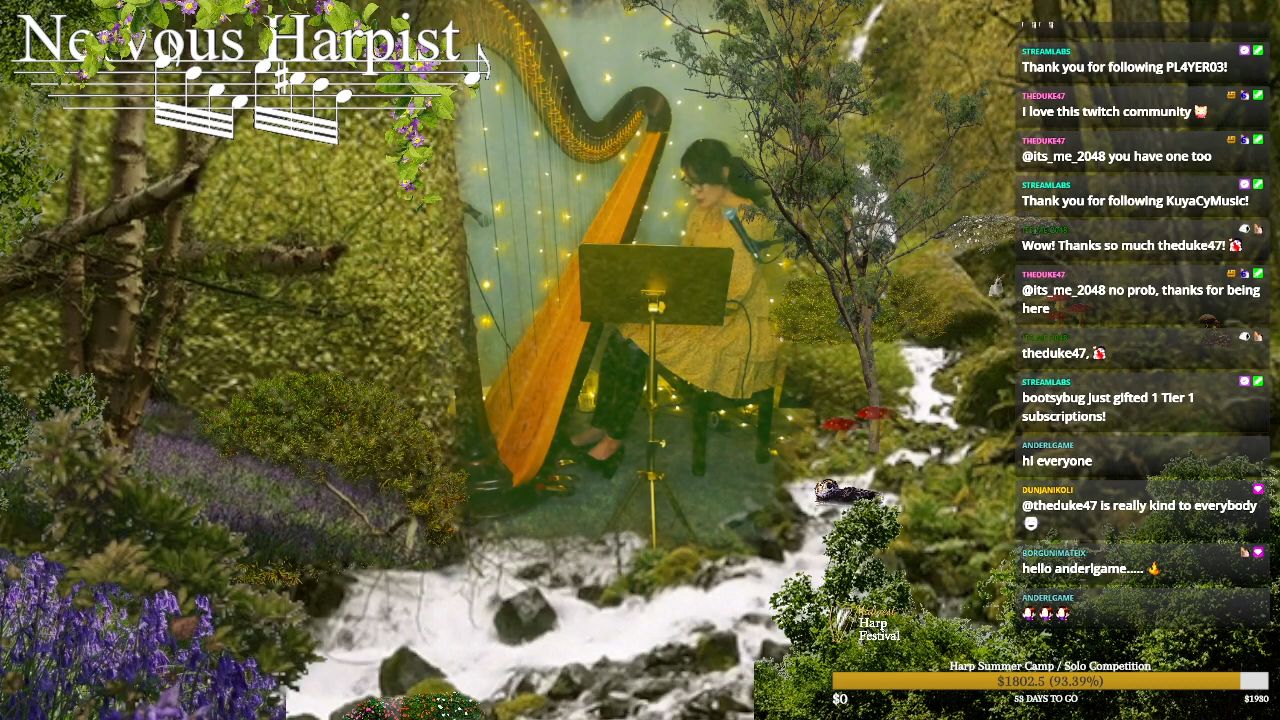 Nervous Harpist
STREAMLABS
Thank you for following PL4YER03!
THEDUKE47
I love this twitch community
THEDUKE47
@its_me_2048 you have one too
STREAMLABS
Thank you for following KuyaCyMusic!
Wow! Thanks so much theduke47!
THEDUKE47
@its_me_2048 no prob, thanks for being
here
theduke47,
STREAMLABS
bootsybug just gifted 1 Tier 1
subscriptions!
ANDERLGAME
hi everyone
DUNJANIKOLI
@theduke47 is really kind to everybody
BORGUNIMATEIX
hello anderlgame.....
ANDERLGAME
Harp
Festival
Harp Summer Camp / Solo Competition
$1802.5 (93.39%)
$0
53 DAYS TO GO
$1930